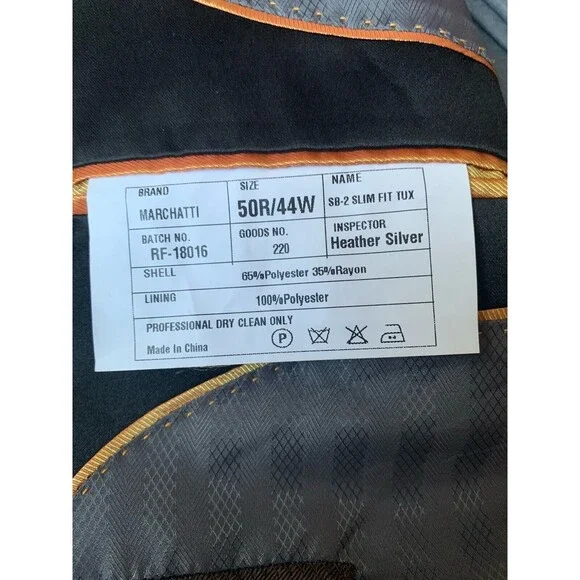 BRAND
MARCHATTI
SIZE
50R/44W
NAME
SB-2 SLIM FIT TUX
BATCH NO.
RF-18016
GOODS NO.
220
INSPECTOR
Heather Silver
SHELL
65%Polyester 35%Rayon
LINING
100%Polyester
PROFESSIONAL DRY CLEAN ONLY
Made In China
P